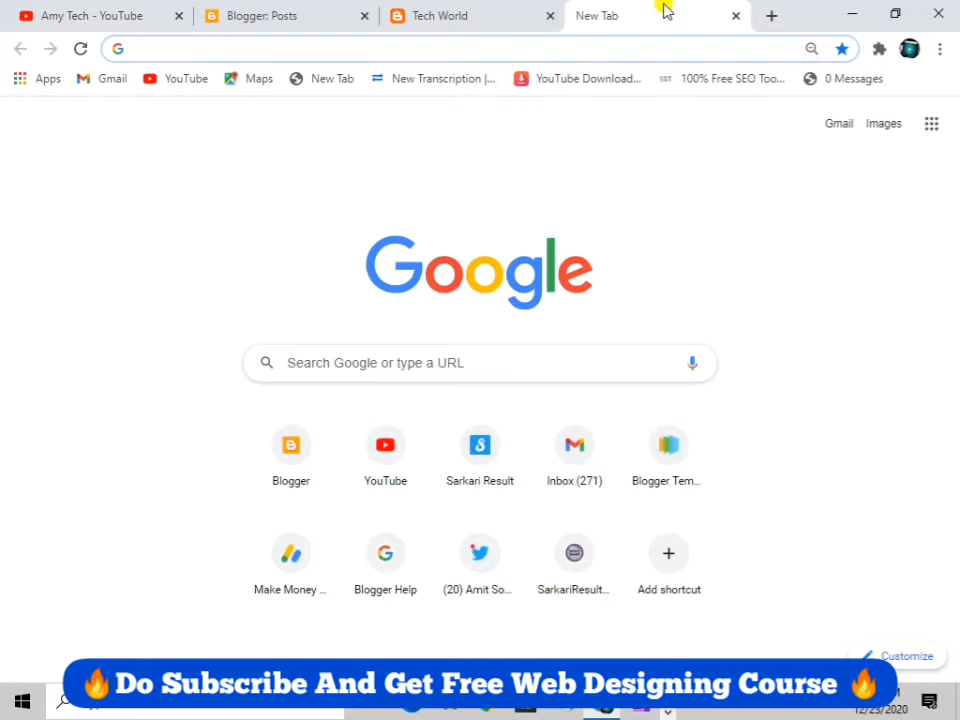 Amy Tech - YouTube
Blogger: Posts
Tech World
New Tab
Apps
Gmail
YouTube
Maps
New Tab
New Transcription |...
YouTube Download...
SST
100% Free SEO Too...
0 Messages
Gmail
Images
Google
Search Google or type a URL
Blogger
YouTube
Sarkari Result
Inbox (271)
Blogger Tem...
Make Money ...
Blogger Help
(20) Amit So...
SarkariResult...
Add shortcut
Customize
🔥Do Subscribe And Get Free Web Designing Course 🔥
12/23/2020